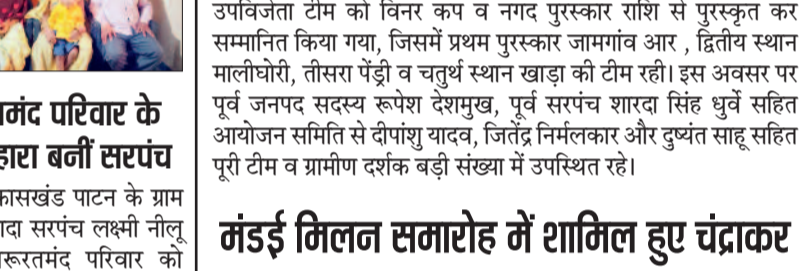 मंद परिवार के
हारा बनीं सरपंच
कासखंड पाटन के ग्राम
दा सरपंच लक्ष्मी नीलू
रूरतमंद परिवार को
उपविजेता टीम को विनर कप व नगद पुरस्कार राशि से पुरस्कृत कर
सम्मानित किया गया, जिसमें प्रथम पुरस्कार जामगांव आर , द्वितीय स्थान
मालीघोरी, तीसरा पेंड्री व चतुर्थ स्थान खाड़ा की टीम रही। इस अवसर पर
पूर्व जनपद सदस्य रूपेश देशमुख, पूर्व सरपंच शारदा सिंह धुर्वे सहित
आयोजन समिति से दीपांशु यादव, जितेंद्र निर्मलकार और दुष्यंत साहू सहित
पूरी टीम व ग्रामीण दर्शक बड़ी संख्या में उपस्थित रहे।
मंडई मिलन समारोह में शामिल हुए चंद्राकर